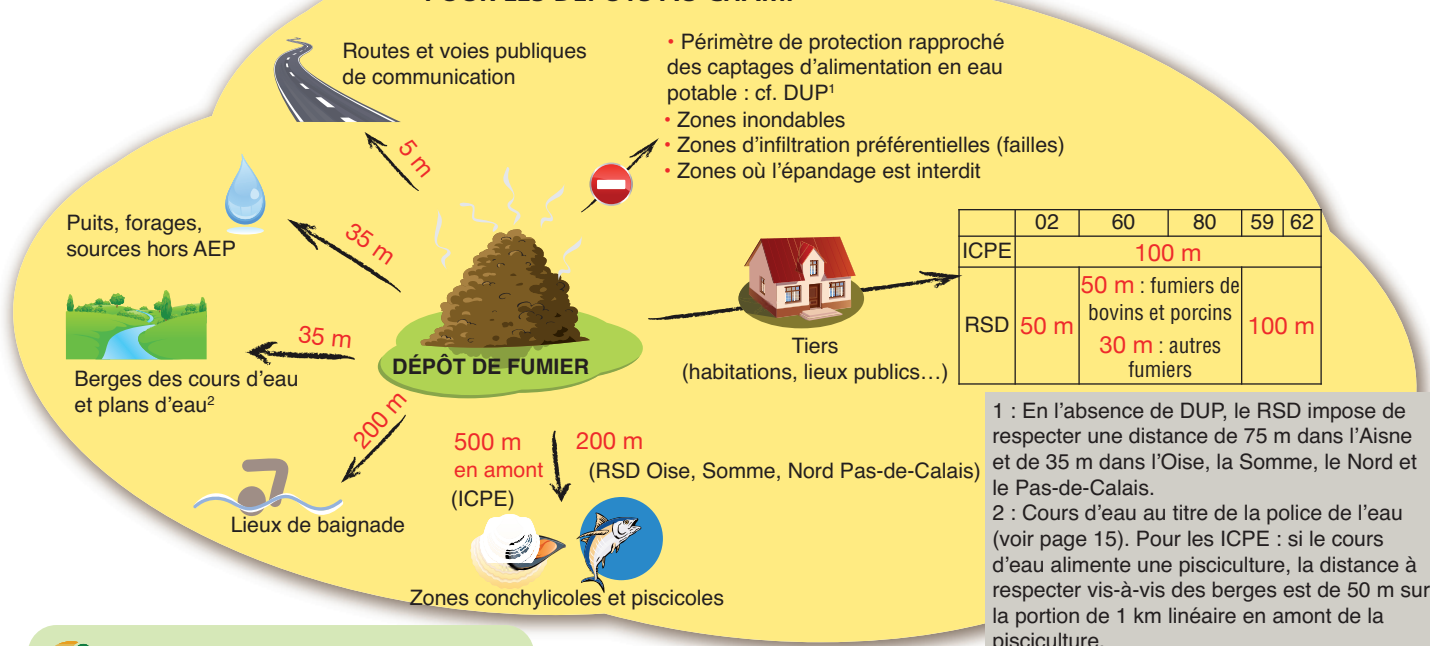 Routes et voies publiques
de communication
• Périmètre de protection rapproché
des captages d'alimentation en eau
potable : cf. DUP¹
• Zones inondables
• Zones d'infiltration préférentielles (failles)
• Zones où l'épandage est interdit
5 m
Puits, forages,
sources hors AEP
35 m
35 m
Berges des cours d'eau
et plans d'eau²
DÉPÔT DE FUMIER
200 m
Lieux de baignade
500 m
en amont
(ICPE)
200 m
(RSD Oise, Somme, Nord Pas-de-Calais)
Zones conchylicoles et piscicoles
Tiers
(habitations, lieux publics…)
02 60 80 59 62
ICPE 100 m
RSD 50 m
50 m : fumiers de
bovins et porcins
30 m : autres
fumiers
100 m
1 : En l'absence de DUP, le RSD impose de
respecter une distance de 75 m dans l'Aisne
et de 35 m dans l'Oise, la Somme, le Nord et
le Pas-de-Calais.
2 : Cours d'eau au titre de la police de l'eau
(voir page 15). Pour les ICPE : si le cours
d'eau alimente une pisciculture, la distance à
respecter vis-à-vis des berges est de 50 m sur
la portion de 1 km linéaire en amont de la
pisciculture.